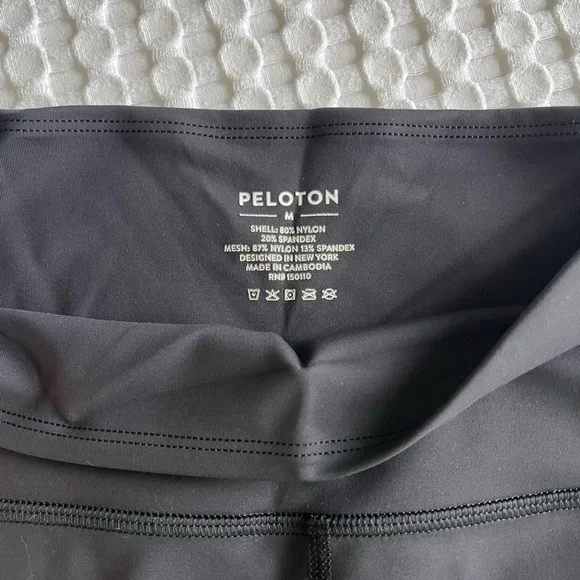 PELOTON
M
SHELL: 80% NYLON
20% SPANDEX
MESH: 87% NYLON 13% SPANDEX
DESIGNED IN NEW YORK
MADE IN CAMBODIA
RN# 150110